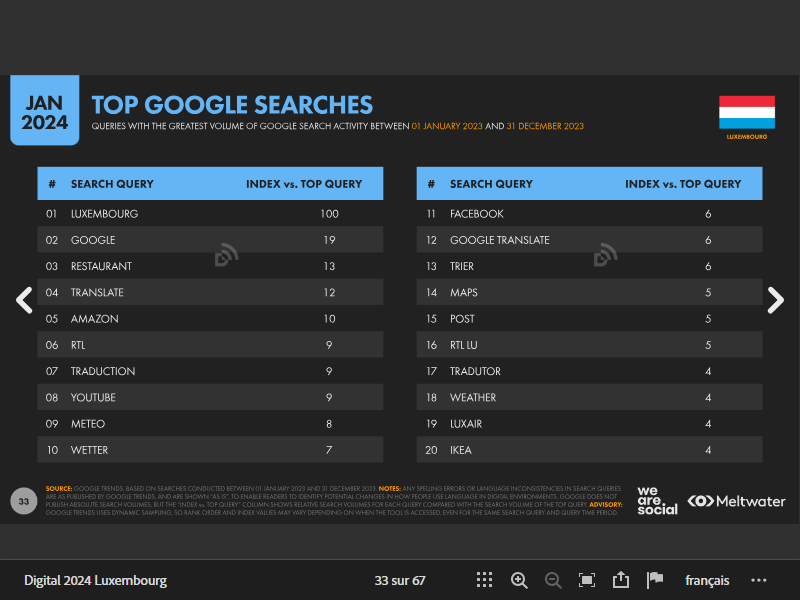 JAN
2024
TOP GOOGLE SEARCHES
QUERIES WITH THE GREATEST VOLUME OF GOOGLE SEARCH ACTIVITY BETWEEN 01 JANUARY 2023 AND 31 DECEMBER 2023
LUXEMBOURG
# SEARCH QUERY INDEX vs. TOP QUERY
01 LUXEMBOURG 100
02 GOOGLE 19
03 RESTAURANT 13
04 TRANSLATE 12
05 AMAZON 10
06 RTL 9
07 TRADUCTION 9
08 YOUTUBE 9
09 METEO 8
10 WETTER 7
# SEARCH QUERY INDEX vs. TOP QUERY
11 FACEBOOK 6
12 GOOGLE TRANSLATE 6
13 TRIER 6
14 MAPS 5
15 POST 5
16 RTL LU 5
17 TRADUTOR 4
18 WEATHER 4
19 LUXAIR 4
20 IKEA 4
33
SOURCE: GOOGLE TRENDS, BASED ON SEARCHES CONDUCTED BETWEEN 01 JANUARY 2023 AND 31 DECEMBER 2023. NOTES: ANY SPELLING ERRORS OR LANGUAGE INCONSISTENCIES IN SEARCH QUERIES
ARE AS PUBLISHED BY GOOGLE TRENDS, AND ARE SHOWN "AS IS", TO ENABLE READERS TO IDENTIFY POTENTIAL CHANGES IN HOW PEOPLE USE LANGUAGE IN DIGITAL ENVIRONMENTS. GOOGLE DOES NOT
PUBLISH ABSOLUTE SEARCH VOLUMES, BUT THE "INDEX vs. TOP QUERY" COLUMN SHOWS RELATIVE SEARCH VOLUMES FOR EACH QUERY COMPARED WITH THE SEARCH VOLUME OF THE TOP QUERY. ADVISORY:
GOOGLE TRENDS USES DYNAMIC SAMPLING, SO RANK ORDER AND INDEX VALUES MAY VARY DEPENDING ON WHEN THE TOOL IS ACCESSED, EVEN FOR THE SAME SEARCH QUERY AND QUERY TIME PERIOD.
we
are.
social
Meltwater
Digital 2024 Luxembourg
33 sur 67
français